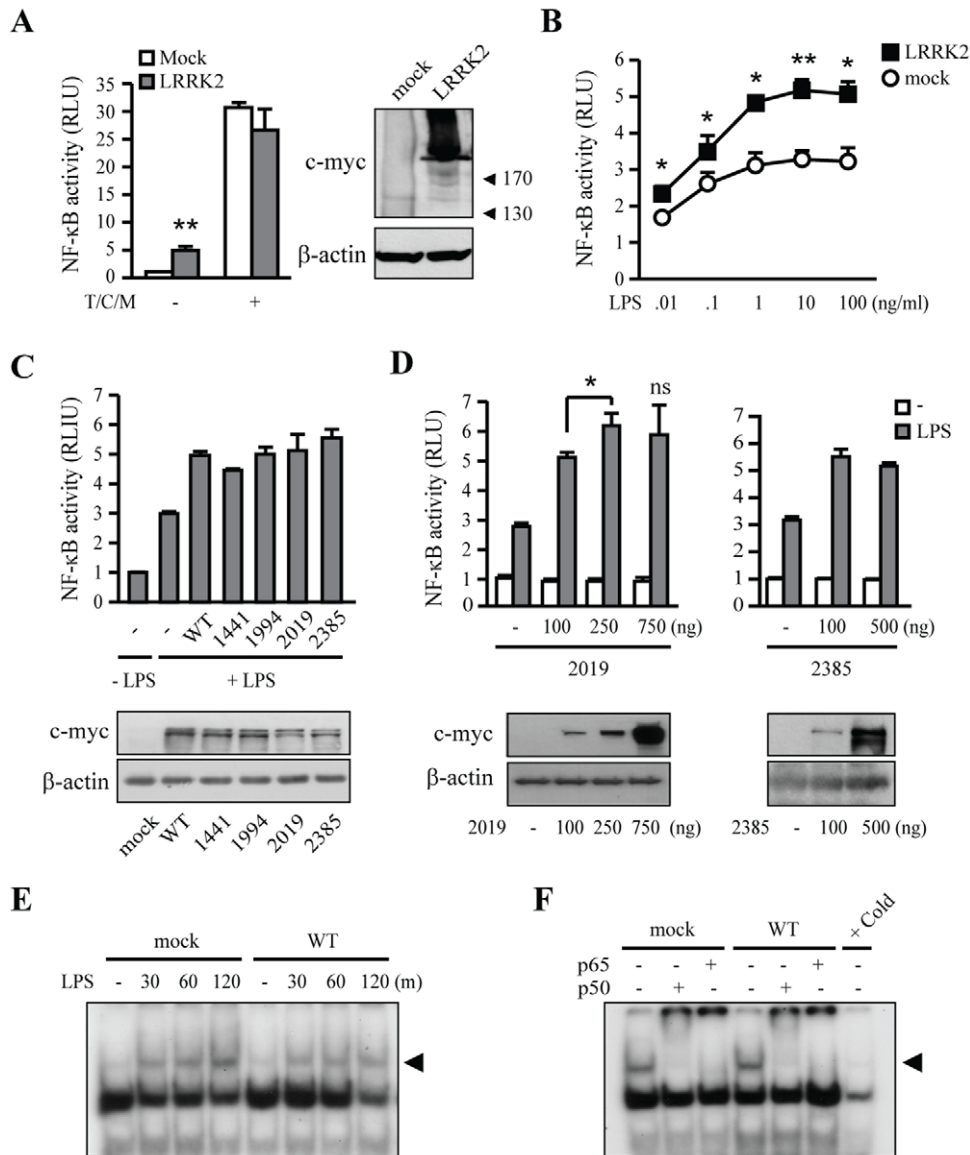 A
Mock
LRRK2
NF-κB activity (RLU)
35
30
25
20
15
10
5
0
**
T/C/M - +
mock LRRK2
c-myc
170
130
β-actin
B
LRRK2
mock
NF-κB activity (RLU)
6
5
4
3
2
1
0
* * * ** *
LPS .01 .1 1 10 100 (ng/ml)
C
NF-κB activity (RLIU)
7
6
5
4
3
2
1
0
- - WT 1441 1994 2019 2385
- LPS + LPS
c-myc
β-actin
mock WT 1441 1994 2019 2385
D
NF-κB activity (RLU)
7
6
5
4
3
2
1
0
* ns
- 100 250 750 (ng)
2019
7
6
5
4
3
2
1
0
-
LPS
- 100 500 (ng)
2385
c-myc
β-actin
2019 - 100 250 750 (ng)
c-myc
β-actin
2385 - 100 500 (ng)
E
mock WT
LPS - 30 60 120 - 30 60 120 (m)
F
mock WT × Cold
p65 - - + - - + -
p50 - + - - + - -